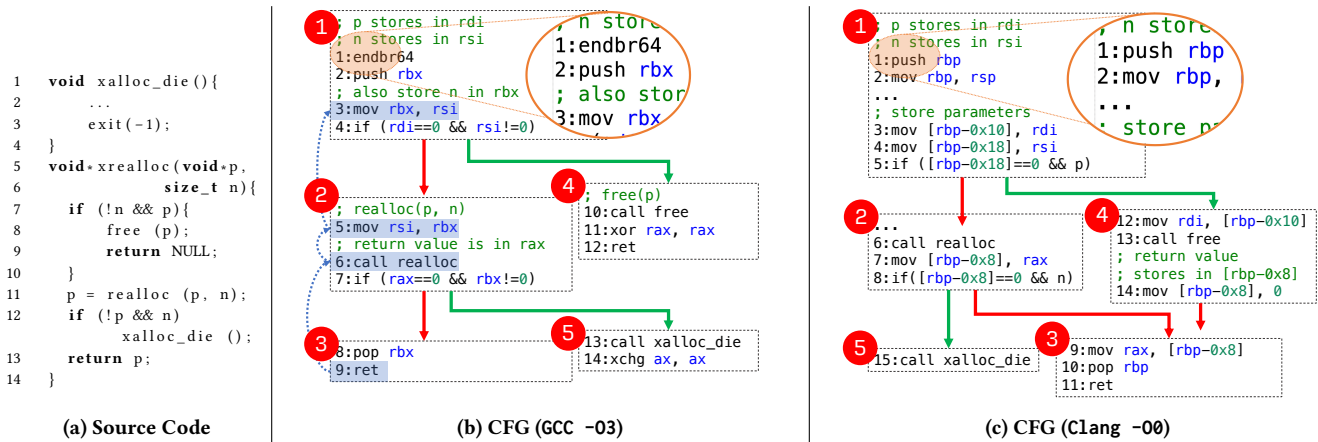 1 void xalloc_die(){
2 ...
3 exit(-1);
4 }
5 void*xrealloc(void*p,
6 size_t n){
7 if (!n && p){
8 free (p);
9 return NULL;
10 }
11 p = realloc (p, n);
12 if (!p && n)
xalloc_die ();
13 return p;
14 }
(a) Source Code
1
; p stores in rdi
; n stores in rsi
1:endbr64
2:push rbx
; also store n in rbx
3:mov rbx, rsi
4:if (rdi==0 && rsi!=0)
; n store
1:endbr64
2:push rbx
; also stor
3:mov rbx
2
; realloc(p, n)
5:mov rsi, rbx
; return value is in rax
6:call realloc
7:if (rax==0 && rbx!=0)
4
; free(p)
10:call free
11:xor rax, rax
12:ret
3
8:pop rbx
9:ret
5
13:call xalloc_die
14:xchg ax, ax
(b) CFG (GCC -O3)
1
; p stores in rdi
; n stores in rsi
1:push rbp
2:mov rbp, rsp
...
; store parameters
3:mov [rbp-0x10], rdi
4:mov [rbp-0x18], rsi
5:if ([rbp-0x18]==0 && p)
; n store
1:push rbp
2:mov rbp,
...
; store pa
2
...
6:call realloc
7:mov [rbp-0x8], rax
8:if([rbp-0x8]==0 && n)
4
12:mov rdi, [rbp-0x10]
13:call free
; return value
; stores in [rbp-0x8]
14:mov [rbp-0x8], 0
5
15:call xalloc_die
3
9:mov rax, [rbp-0x8]
10:pop rbp
11:ret
(c) CFG (Clang -O0)